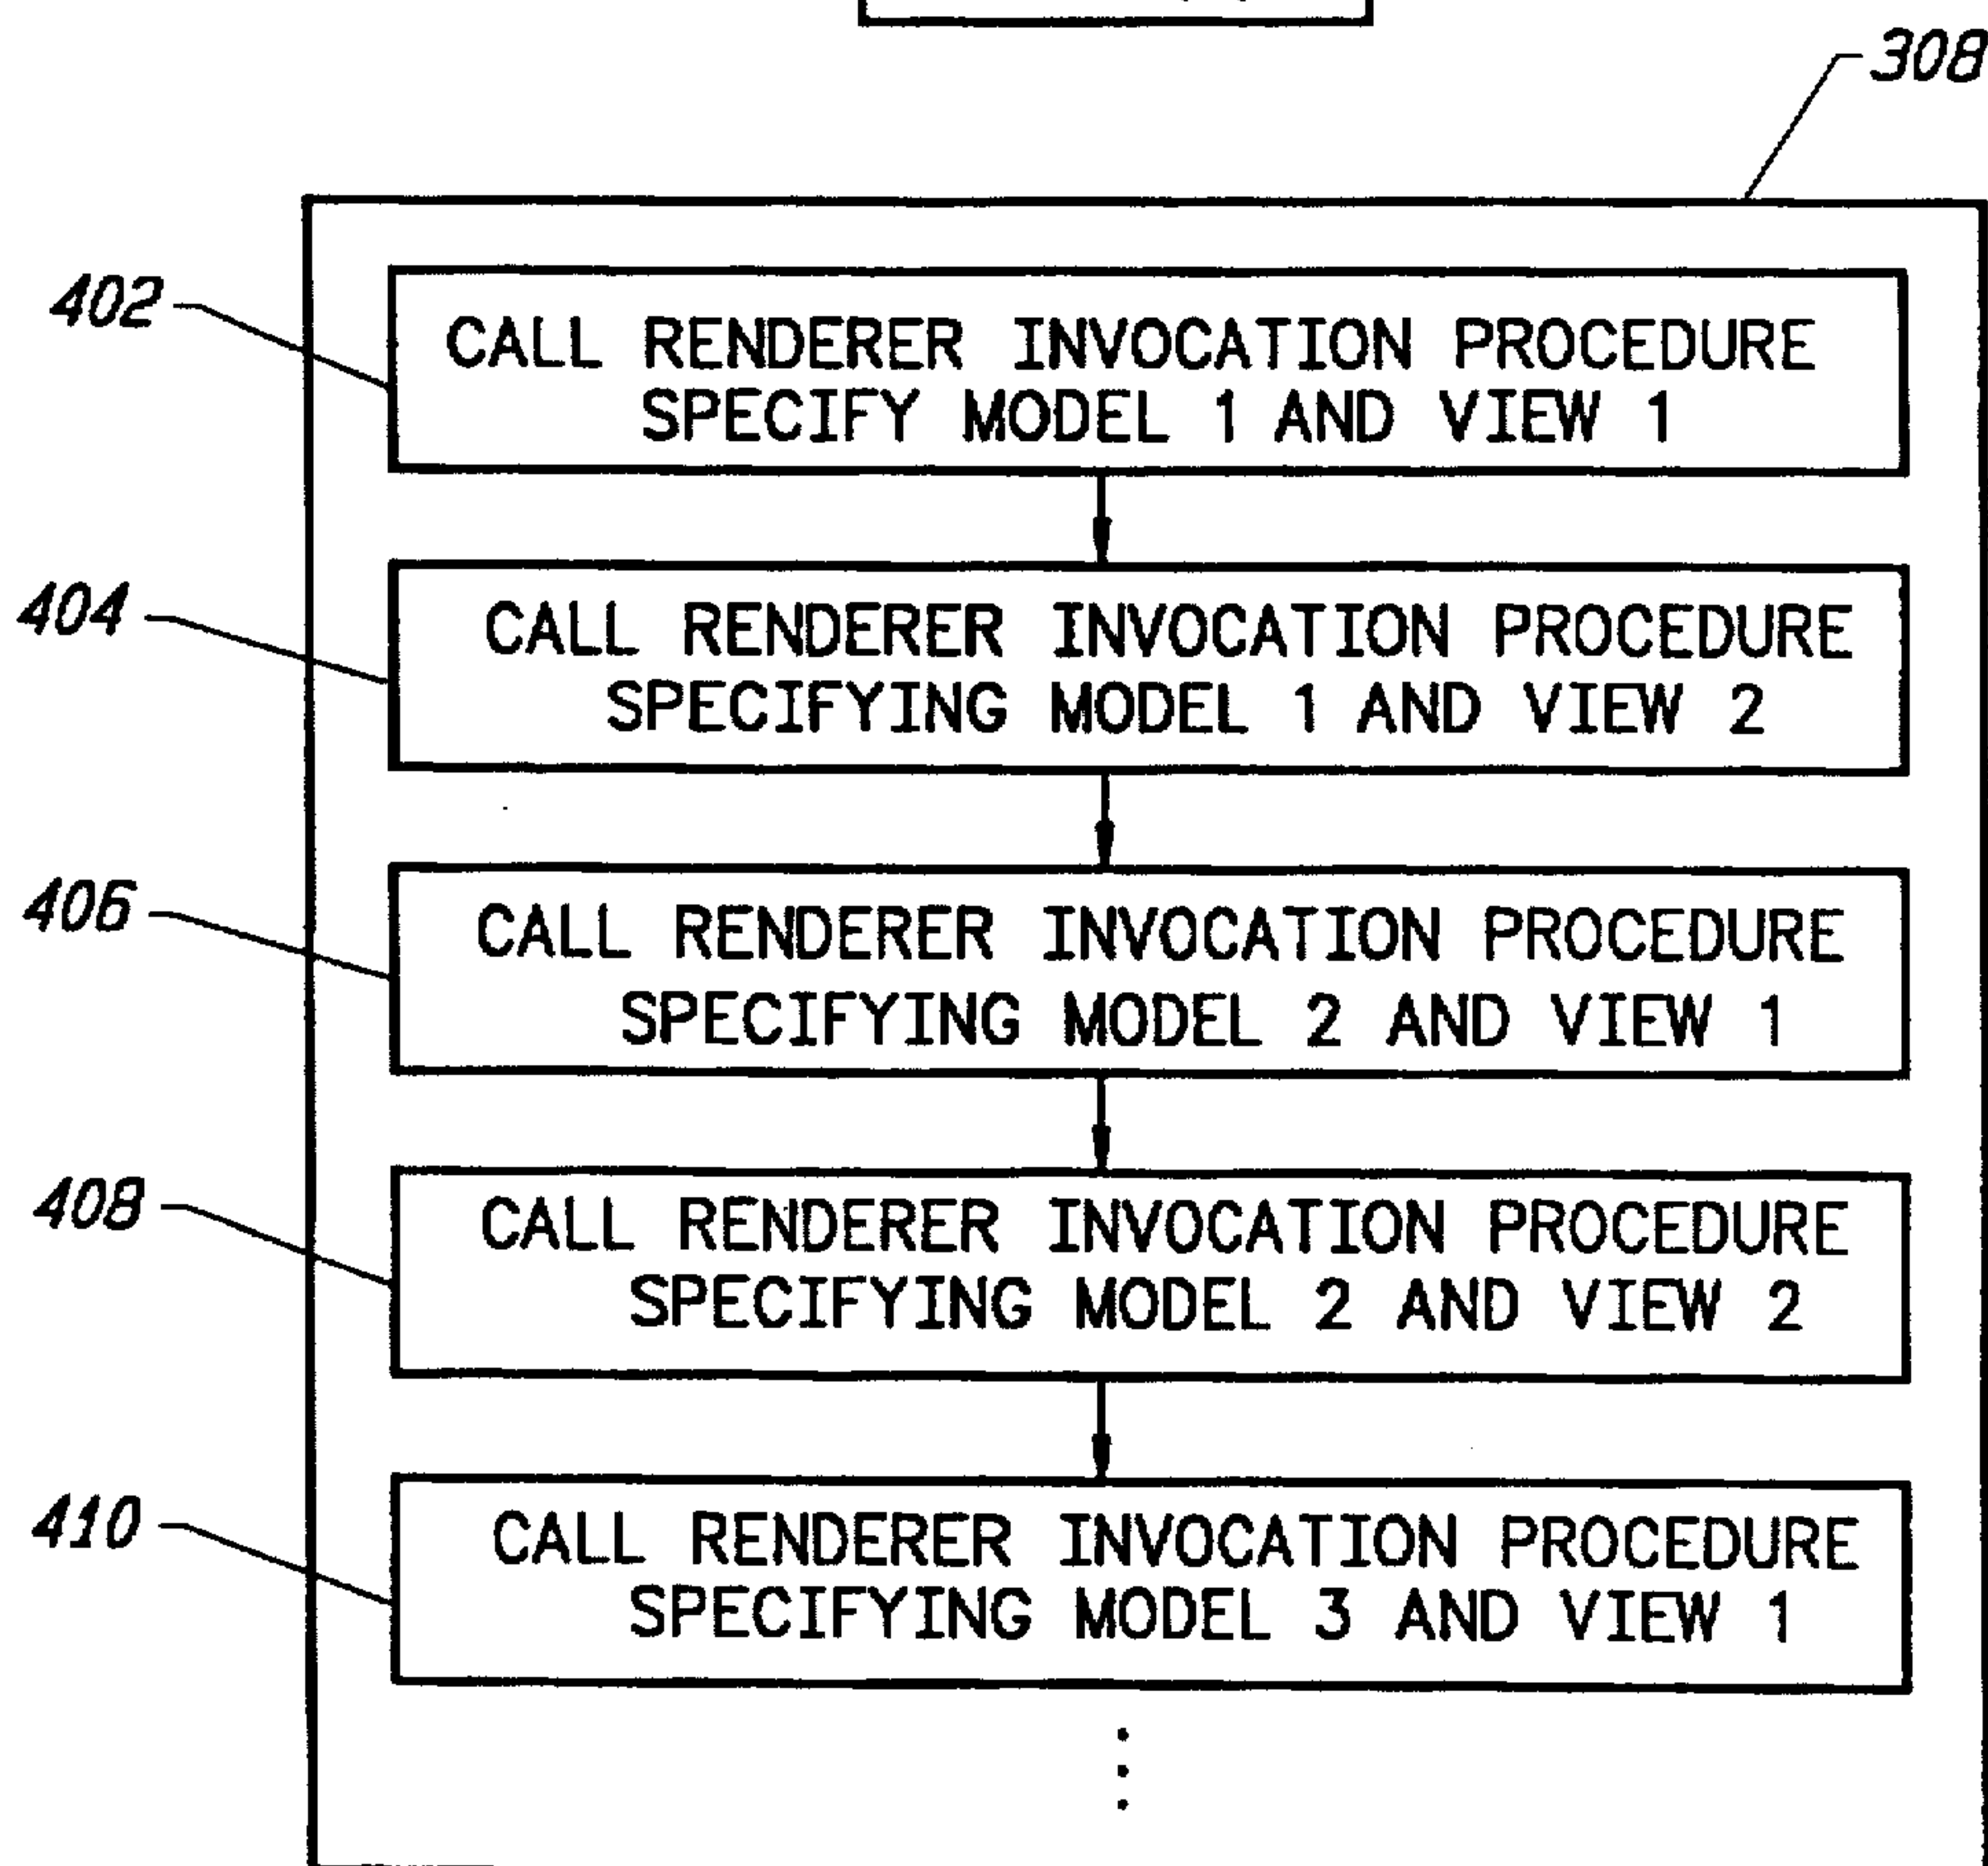 308
402
CALL RENDERER INVOCATION PROCEDURE
SPECIFY MODEL 1 AND VIEW 1
404
CALL RENDERER INVOCATION PROCEDURE
SPECIFYING MODEL 1 AND VIEW 2
406
CALL RENDERER INVOCATION PROCEDURE
SPECIFYING MODEL 2 AND VIEW 1
408
CALL RENDERER INVOCATION PROCEDURE
SPECIFYING MODEL 2 AND VIEW 2
410
CALL RENDERER INVOCATION PROCEDURE
SPECIFYING MODEL 3 AND VIEW 1